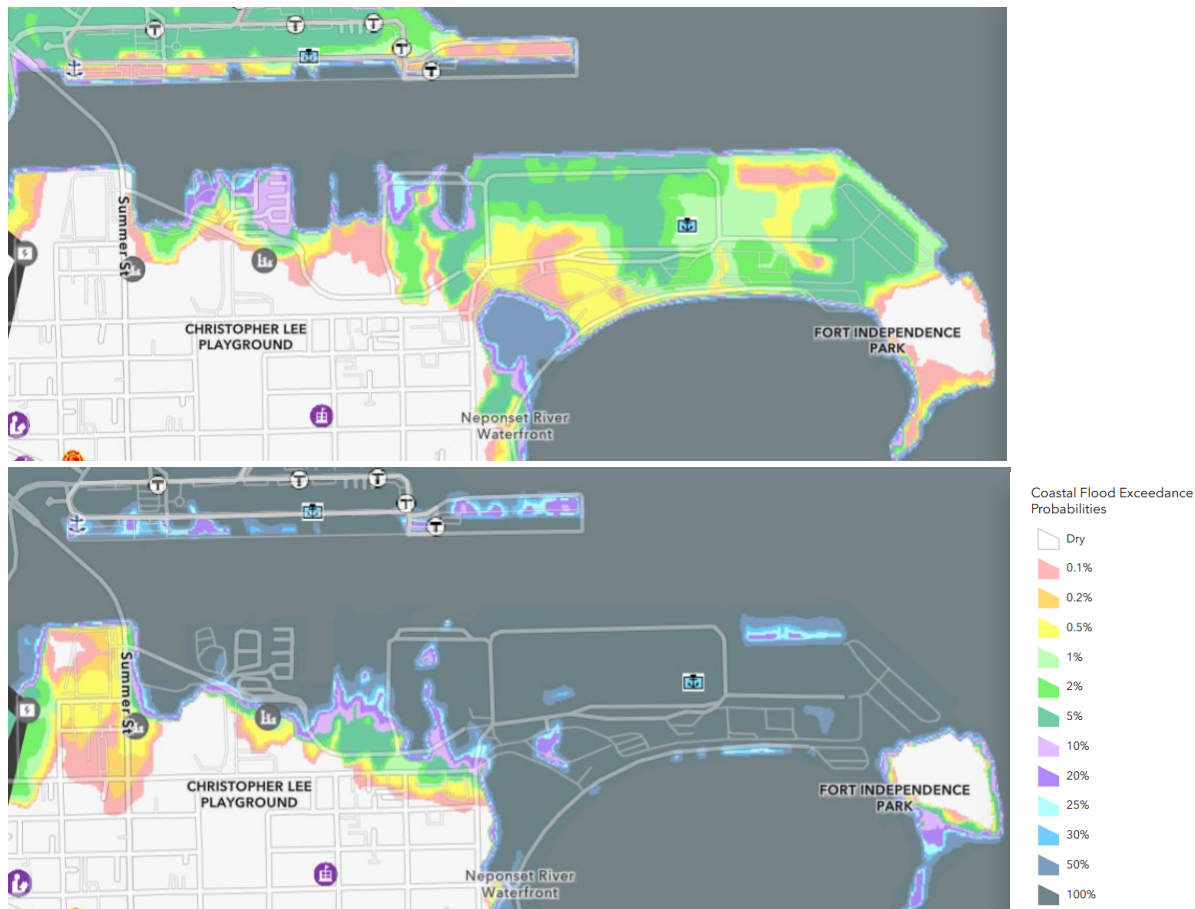 Summer St
CHRISTOPHER LEE
PLAYGROUND
FORT INDEPENDENCE
PARK
Neponset River
Waterfront
T
T
T
T
T
Summer St
CHRISTOPHER LEE
PLAYGROUND
FORT INDEPENDENCE
PARK
Neponset River
Waterfront
T
T
T
T
T
Coastal Flood Exceedance
Probabilities
Dry
0.1%
0.2%
0.5%
1%
2%
5%
10%
20%
25%
30%
50%
100%